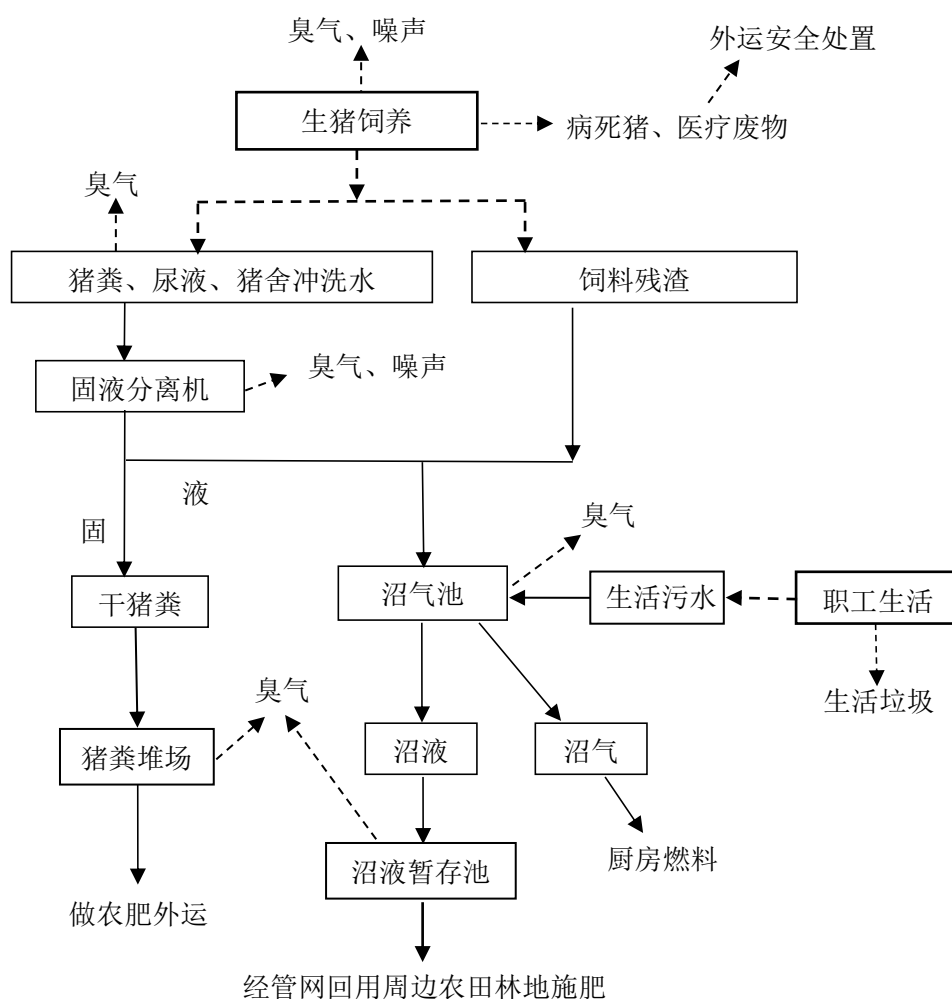 臭气、噪声
外运安全处置
生猪饲养
病死猪、医疗废物
臭气
猪粪、尿液、猪舍冲洗水
饲料残渣
臭气、噪声
固液分离机
液
固
臭气
沼气池
生活污水
职工生活
干猪粪
臭气
生活垃圾
猪粪堆场
沼液
沼气
厨房燃料
沼液暂存池
做农肥外运
经管网回用周边农田林地施肥